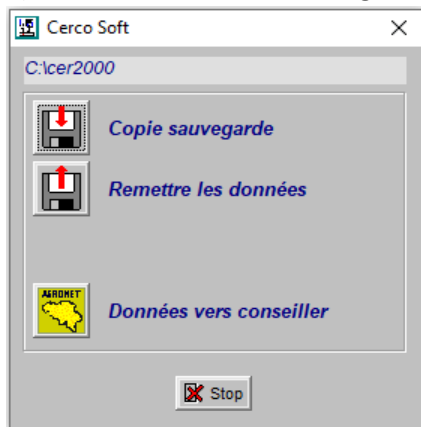 Cerco Soft
C:\cer2000
Copie sauvegarde
Remettre les données
AGROMET
Données vers conseiller
Stop